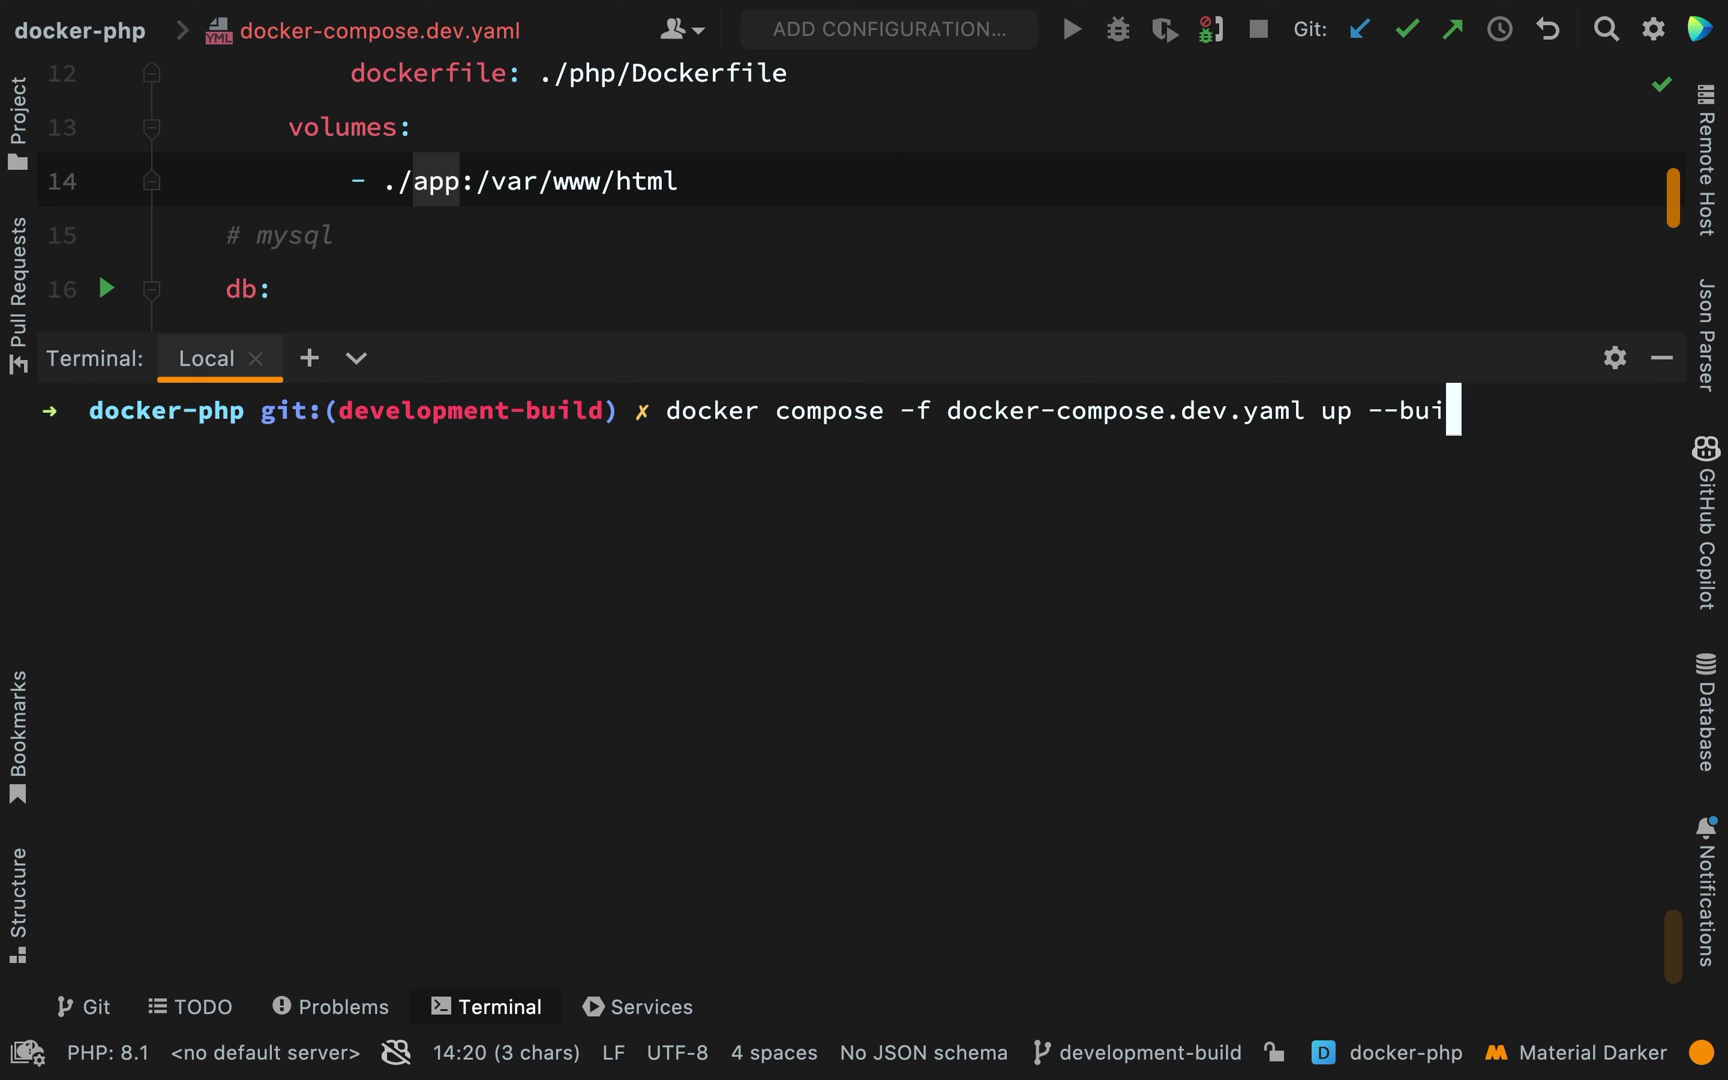 docker-php
YML
docker-compose.dev.yaml
ADD CONFIGURATION...
Git:
12 dockerfile: ./php/Dockerfile
13 volumes:
14 - ./app:/var/www/html
15 # mysql
16 db:
Project
Pull Requests
Bookmarks
Structure
Remote Host
Json Parser
GitHub Copilot
Database
Notifications
Terminal: Local
docker-php git:(development-build) ✗ docker compose -f docker-compose.dev.yaml up --bui
Git TODO Problems Terminal Services
PHP: 8.1 <no default server> 14:20 (3 chars) LF UTF-8 4 spaces No JSON schema development-build D docker-php Material Darker